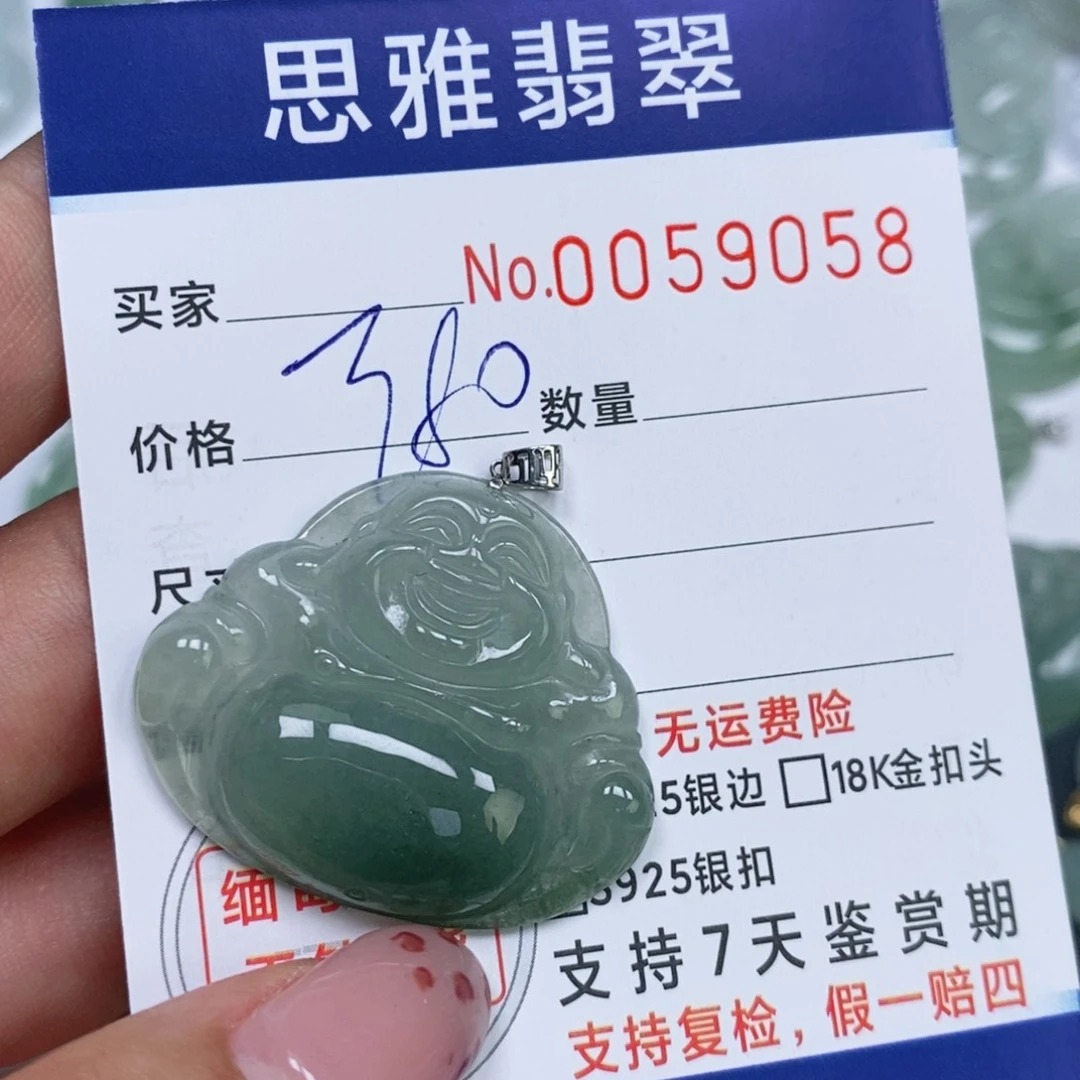 思雅翡翠
No.0059058
买家
价格 380 数量
尺
无运费险
5银边 □18K金扣头
S925银扣
支持7天鉴赏期
支持复检，假一赔四
缅